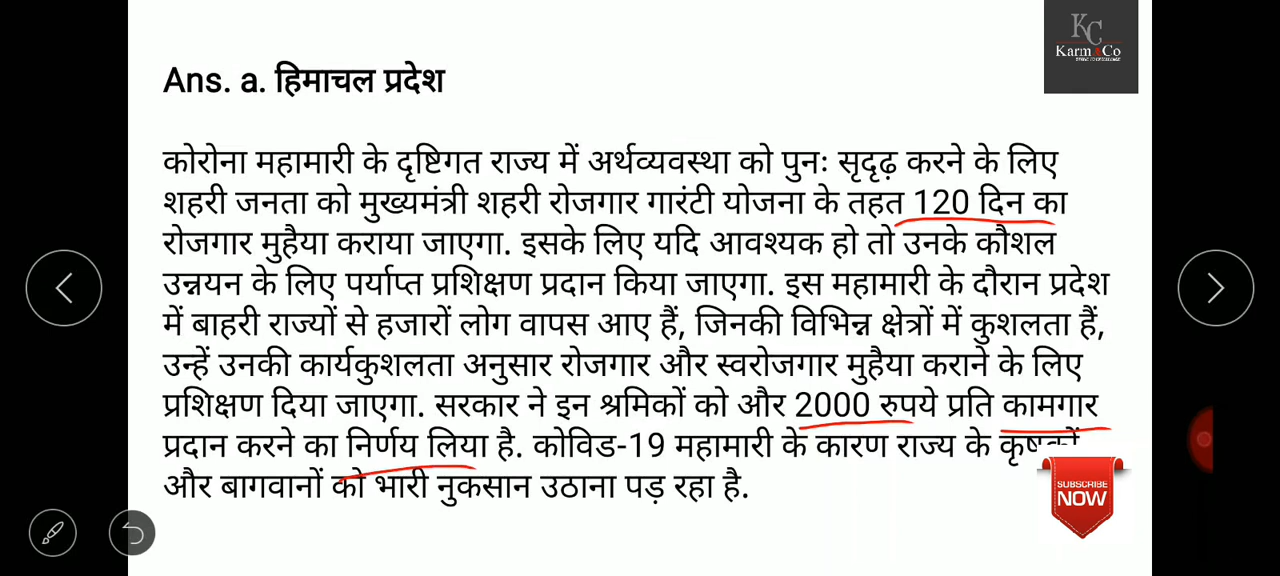 KC
Karm&Co
Ans. a. हिमाचल प्रदेश
कोरोना महामारी के दृष्टिगत राज्य में अर्थव्यवस्था को पुनः सृदृढ़ करने के लिए
शहरी जनता को मुख्यमंत्री शहरी रोजगार गारंटी योजना के तहत 120 दिन का
रोजगार मुहैया कराया जाएगा. इसके लिए यदि आवश्यक हो तो उनके कौशल
उन्नयन के लिए पर्याप्त प्रशिक्षण प्रदान किया जाएगा. इस महामारी के दौरान प्रदेश
में बाहरी राज्यों से हजारों लोग वापस आए हैं, जिनकी विभिन्न क्षेत्रों में कुशलता हैं,
उन्हें उनकी कार्यकुशलता अनुसार रोजगार और स्वरोजगार मुहैया कराने के लिए
प्रशिक्षण दिया जाएगा. सरकार ने इन श्रमिकों को और 2000 रुपये प्रति कामगार
प्रदान करने का निर्णय लिया है. कोविड-19 महामारी के कारण राज्य के कृषकों
और बागवानों को भारी नुकसान उठाना पड़ रहा है.
SUBSCRIBE
NOW